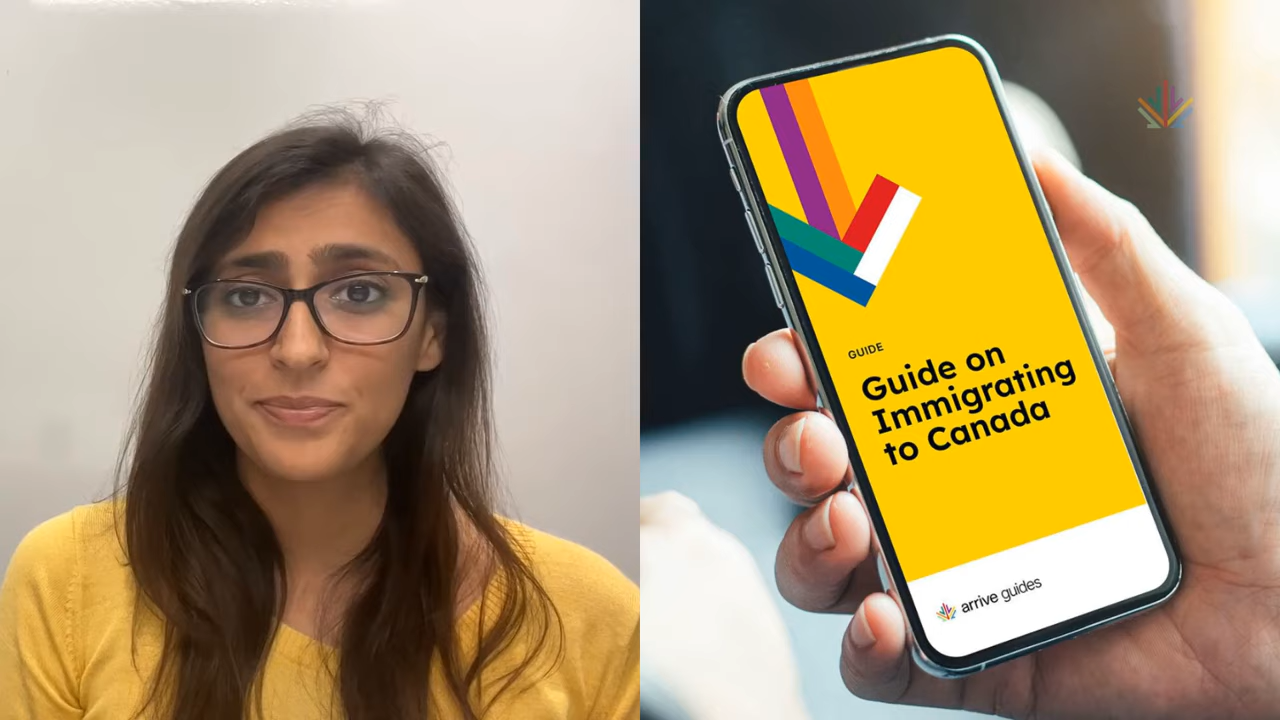 GUIDE
Guide on
Immigrating
to Canada
arrive guides